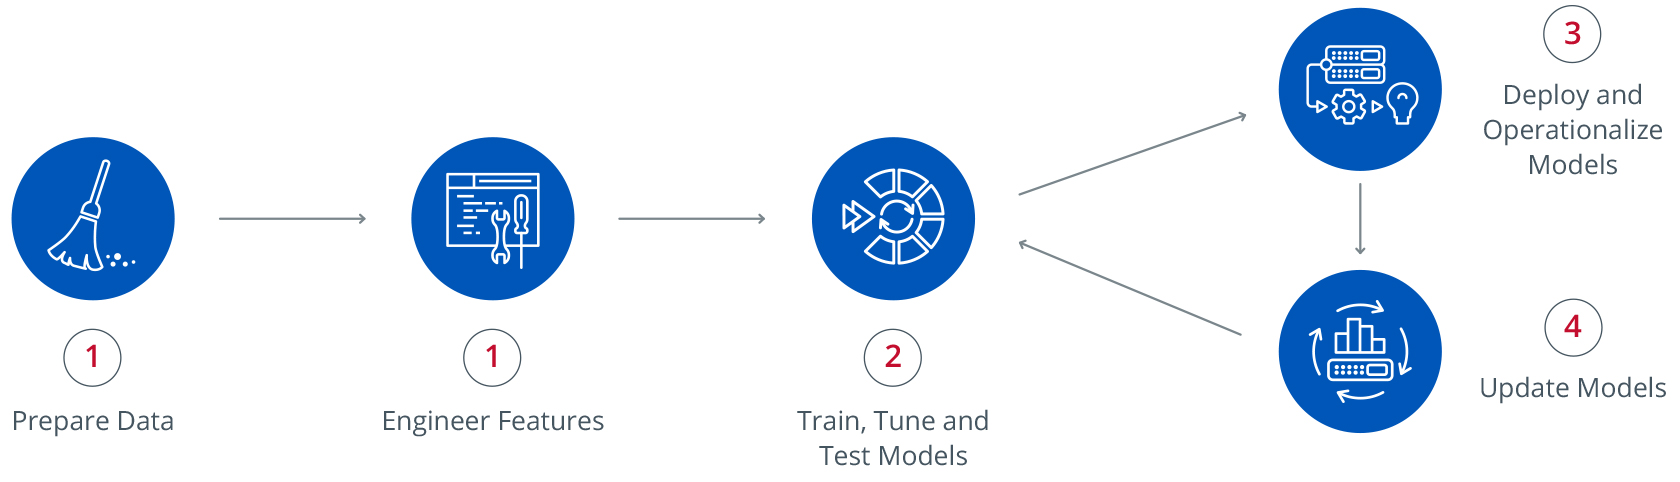 1
Prepare Data
1
Engineer Features
2
Train, Tune and
Test Models
3
Deploy and
Operationalize
Models
4
Update Models